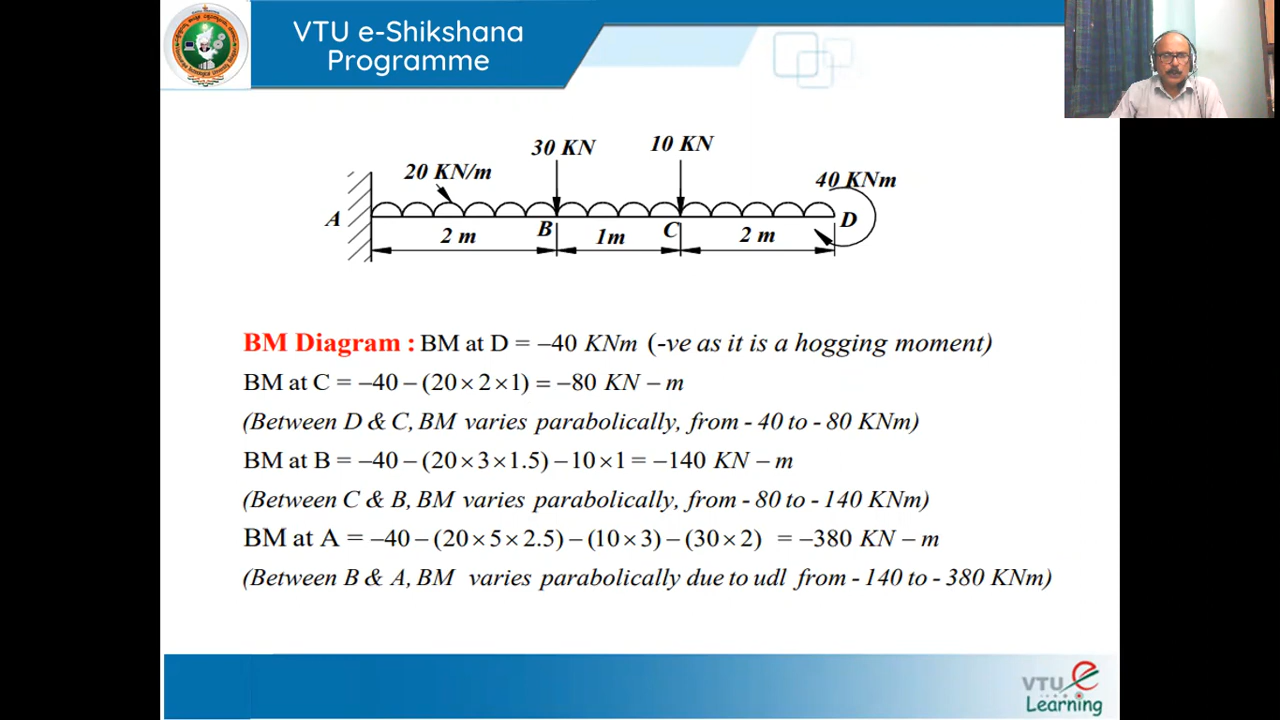 VTU e-Shikshana
Programme
30 KN
10 KN
20 KN/m
40 KNm
A
B
C
D
2 m
1m
2 m
BM Diagram : BM at D = –40 KNm (-ve as it is a hogging moment)
BM at C = –40 – (20 × 2 × 1) = –80 KN – m
(Between D & C, BM varies parabolically, from - 40 to - 80 KNm)
BM at B = –40 – (20 × 3 × 1.5) – 10 × 1 = –140 KN – m
(Between C & B, BM varies parabolically, from - 80 to - 140 KNm)
BM at A = –40 – (20 × 5 × 2.5) – (10 × 3) – (30 × 2) = –380 KN – m
(Between B & A, BM varies parabolically due to udl from - 140 to - 380 KNm)
VTU e
Learning